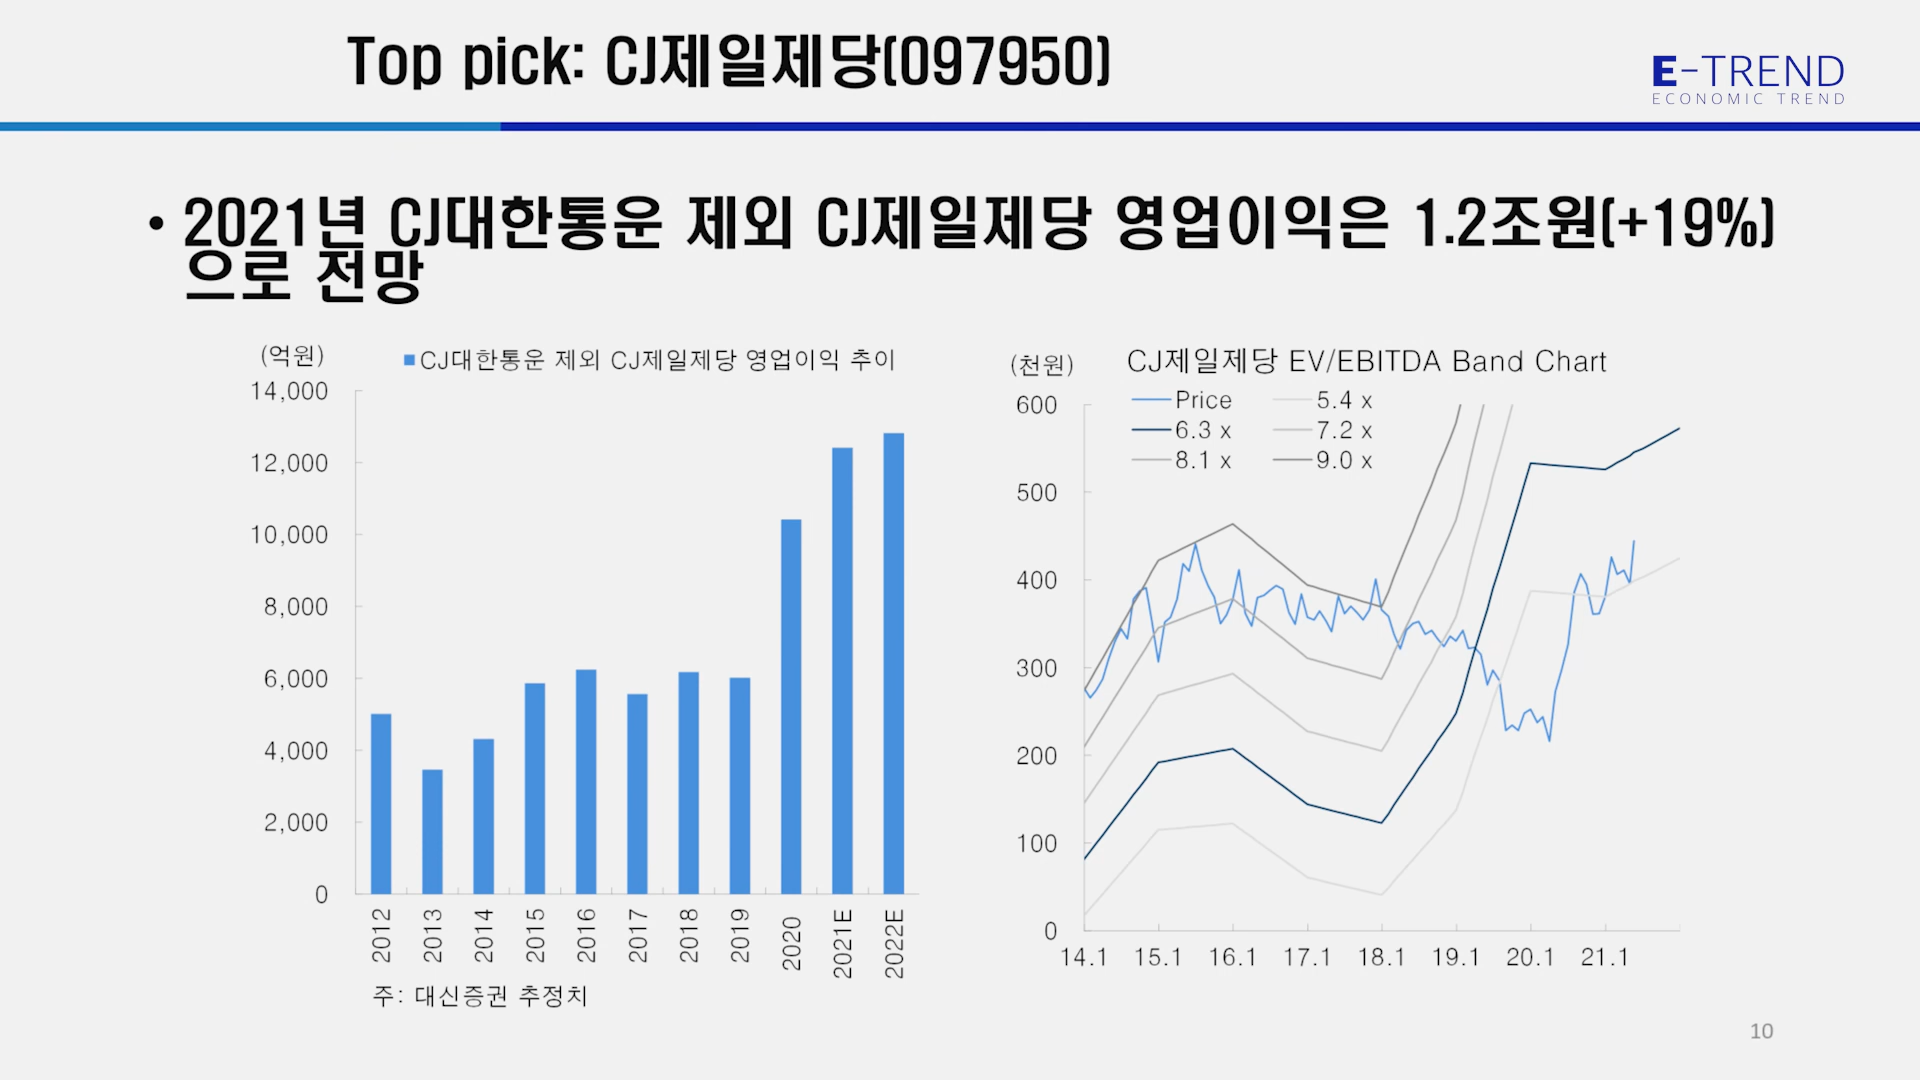 Top pick: CJ제일제당(097950)
E-TREND
ECONOMIC TREND
• 2021년 CJ대한통운 제외 CJ제일제당 영업이익은 1.2조원(+19%)
으로 전망
(억원)
CJ대한통운 제외 CJ제일제당 영업이익 추이
14,000
12,000
10,000
8,000
6,000
4,000
2,000
0
2012
2013
2014
2015
2016
2017
2018
2019
2020
2021E
2022E
주: 대신증권 추정치
(천원)
CJ제일제당 EV/EBITDA Band Chart
Price
5.4 x
6.3 x
7.2 x
8.1 x
9.0 x
600
500
400
300
200
100
0
14.1
15.1
16.1
17.1
18.1
19.1
20.1
21.1
10